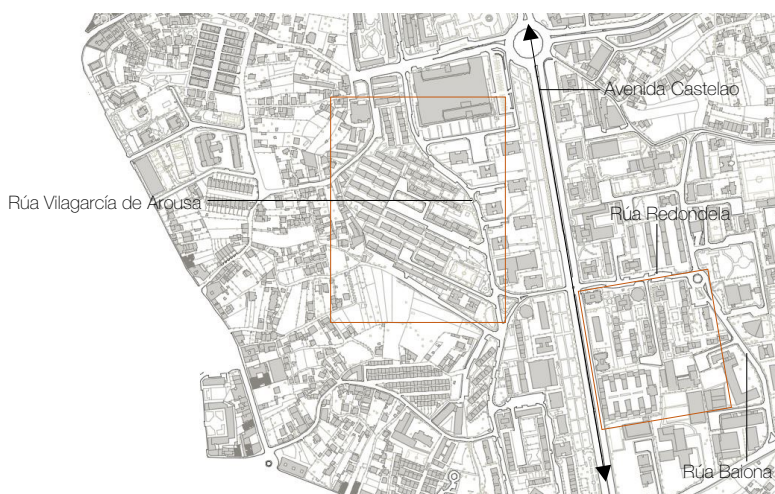 Avenida Castelao
Rúa Vilagarcía de Arousa
Rúa Redondela
Rúa Baiona